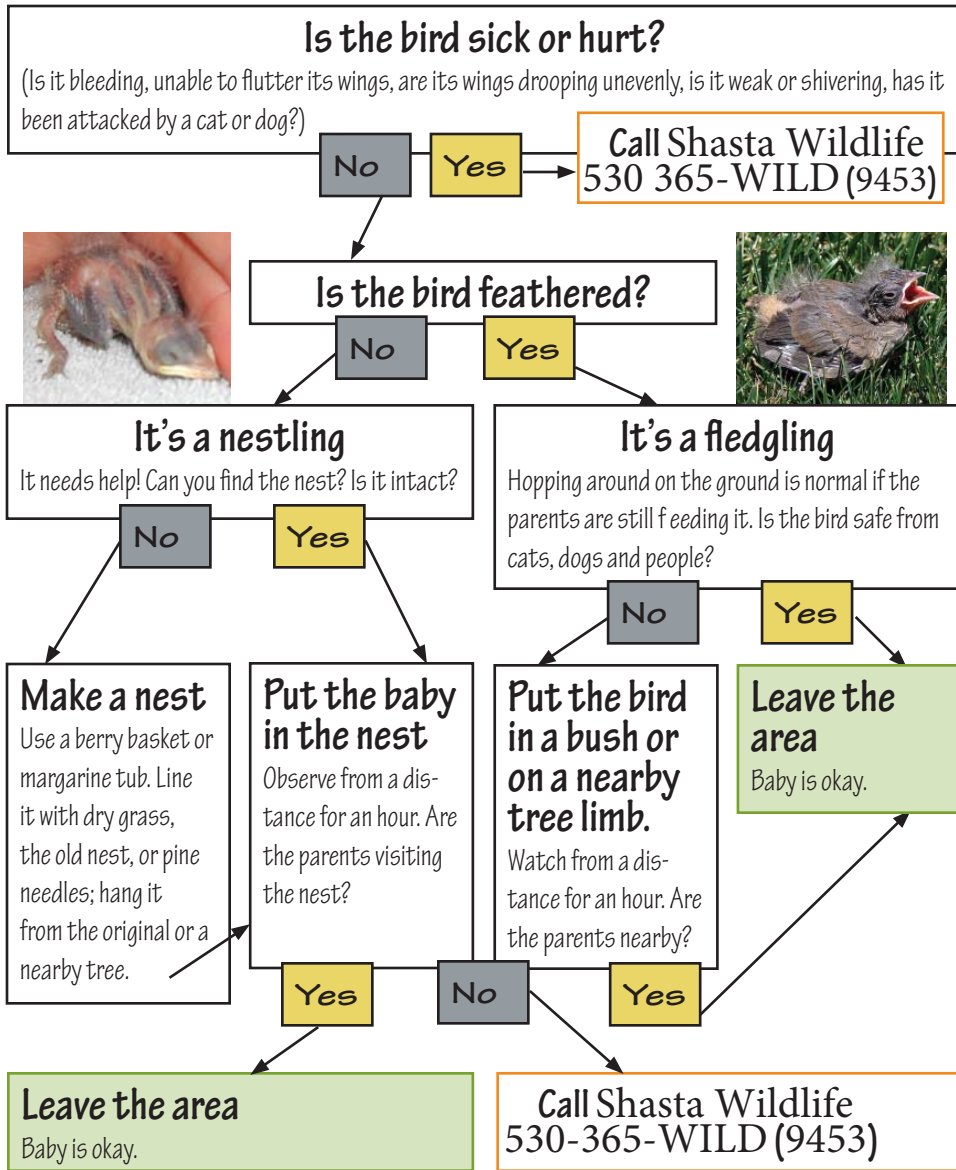 Is the bird sick or hurt?
(Is it bleeding, unable to flutter its wings, are its wings drooping unevenly, is it weak or shivering, has it
been attacked by a cat or dog?)
No
Yes
Call Shasta Wildlife
530 365-WILD (9453)
Is the bird feathered?
No
Yes
It's a nestling
It needs help! Can you find the nest? Is it intact?
No
Yes
It's a fledgling
Hopping around on the ground is normal if the
parents are still f eeding it. Is the bird safe from
cats, dogs and people?
No
Yes
Make a nest
Use a berry basket or
margarine tub. Line
it with dry grass,
the old nest, or pine
needles; hang it
from the original or a
nearby tree.
Put the baby
in the nest
Observe from a dis-
tance for an hour. Are
the parents visiting
the nest?
Put the bird
in a bush or
on a nearby
tree limb.
Watch from a dis-
tance for an hour. Are
the parents nearby?
Leave the
area
Baby is okay.
Yes
No
Yes
Leave the area
Baby is okay.
Call Shasta Wildlife
530-365-WILD (9453)